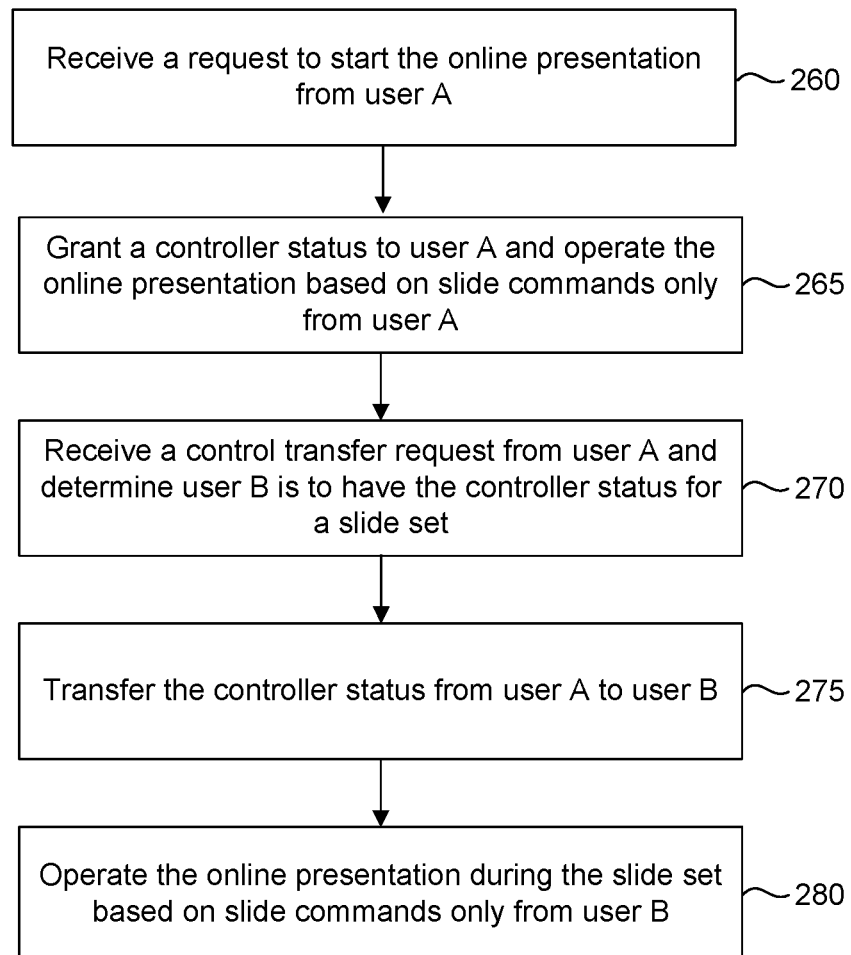 Receive a request to start the online presentation
from user A
260
Grant a controller status to user A and operate the
online presentation based on slide commands only
from user A
265
Receive a control transfer request from user A and
determine user B is to have the controller status for
a slide set
270
Transfer the controller status from user A to user B
275
Operate the online presentation during the slide set
based on slide commands only from user B
280